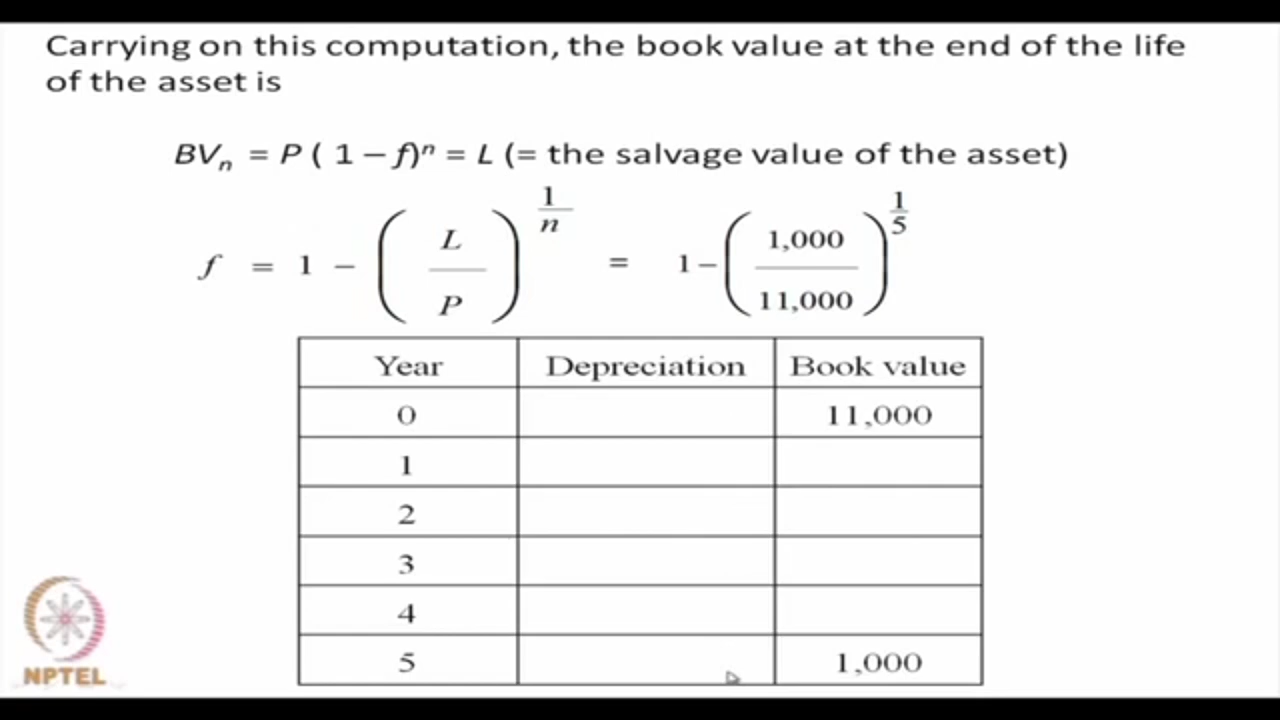 Carrying on this computation, the book value at the end of the life
of the asset is
BVn = P ( 1 – f)ⁿ = L (= the salvage value of the asset)
f = 1 – ( L / P )^(1/n) = 1 – ( 1,000 / 11,000 )^(1/5)
Year Depreciation Book value
0 11,000
1
2
3
4
5 1,000
NPTEL